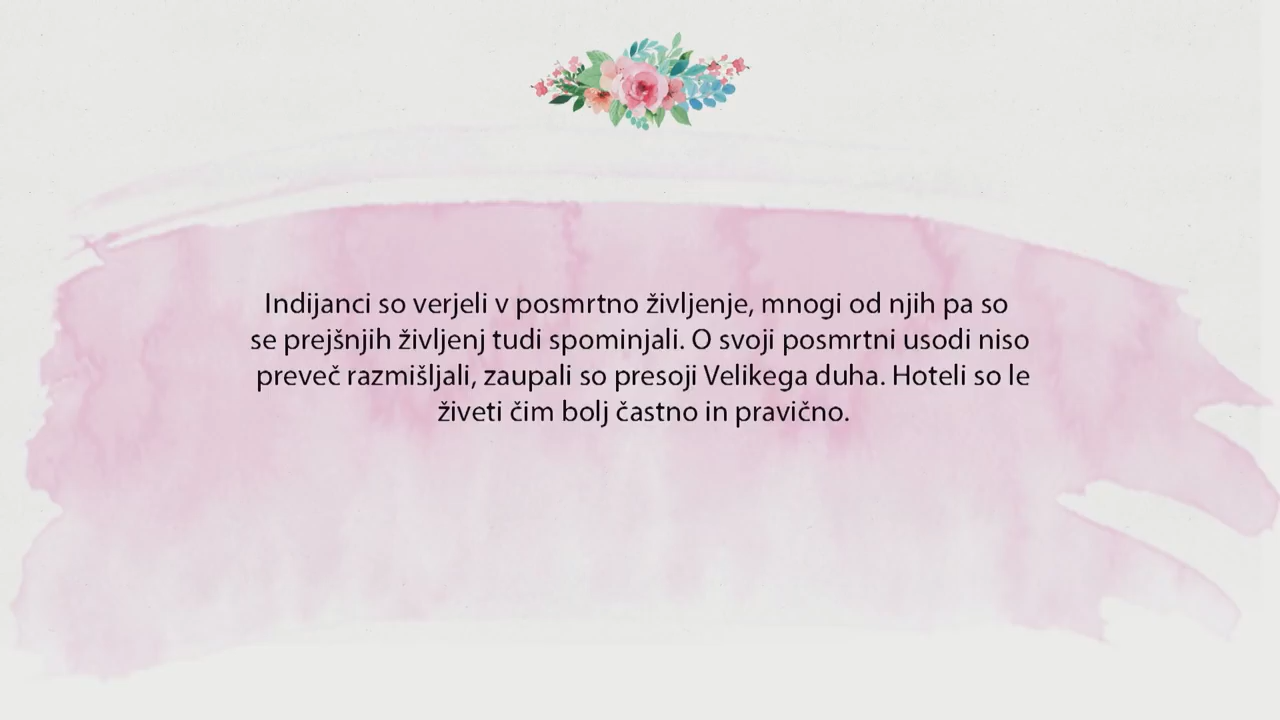 Indijanci so verjeli v posmrtno življenje, mnogi od njih pa so
se prejšnjih življenj tudi spominjali. O svoji posmrtni usodi niso
preveč razmišljali, zaupali so presoji Velikega duha. Hoteli so le
živeti čim bolj častno in pravično.